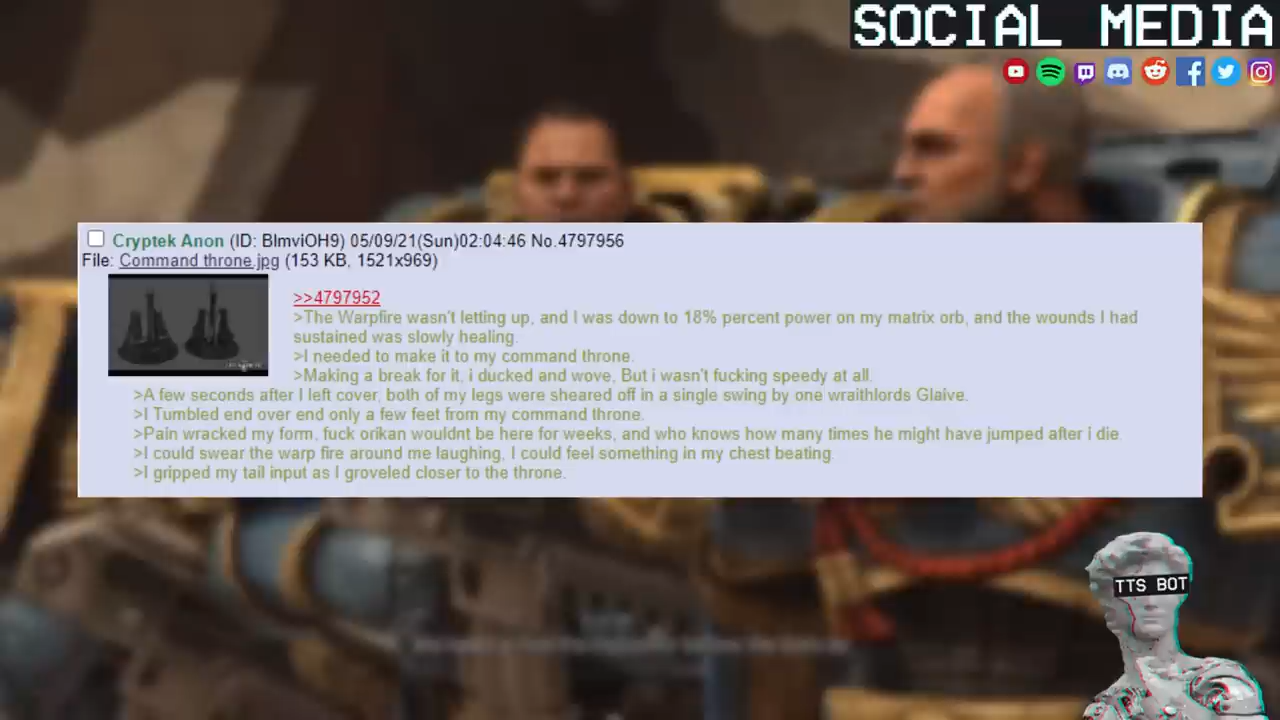 SOCIAL MEDIA
Cryptek Anon (ID: BlmviOH9) 05/09/21(Sun)02:04:46 No.4797956
File: Command throne.jpg (153 KB, 1521x969)
>>4797952
>The Warpfire wasn't letting up, and I was down to 18% percent power on my matrix orb, and the wounds I had
sustained was slowly healing.
>I needed to make it to my command throne.
>Making a break for it, i ducked and wove, But i wasn't fucking speedy at all.
>A few seconds after I left cover, both of my legs were sheared off in a single swing by one wraithlords Glaive.
>I Tumbled end over end only a few feet from my command throne.
>Pain wracked my form, fuck orikan wouldnt be here for weeks, and who knows how many times he might have jumped after i die.
>I could swear the warp fire around me laughing, I could feel something in my chest beating.
>I gripped my tail input as I groveled closer to the throne.
TTS BOT